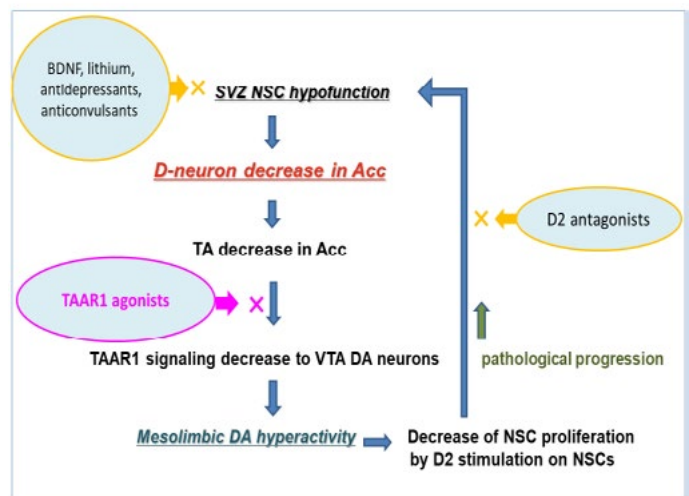 BDNF, lithium,
antidepressants,
anticonvulsants
SVZ NSC hypofunction
D-neuron decrease in Acc
D2 antagonists
TA decrease in Acc
TAAR1 agonists
TAAR1 signaling decrease to VTA DA neurons
pathological progression
Mesolimbic DA hyperactivity
Decrease of NSC proliferation
by D2 stimulation on NSCs